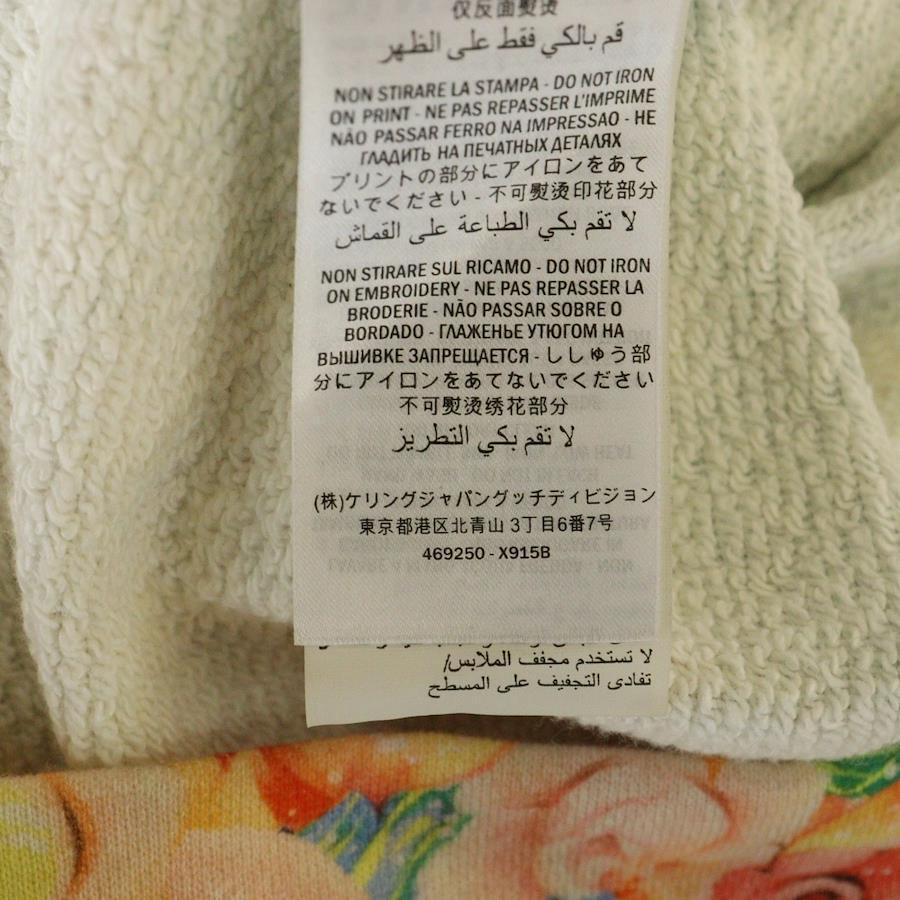 仅反面熨烫
قم بالكي فقط على الظهر
NON STIRARE LA STAMPA - DO NOT IRON
ON PRINT - NE PAS REPASSER L'IMPRIME
NÃO PASSAR FERRO NA IMPRESSAO - НЕ
ГЛАДИТЬ НА ПЕЧАТНЫХ ДЕТАЛЯХ
プリントの部分にアイロンをあて
ないでください - 不可熨烫印花部分
لا تقم بكي الطباعة على القماش
NON STIRARE SUL RICAMO - DO NOT IRON
ON EMBROIDERY - NE PAS REPASSER LA
BRODERIE - NÃO PASSAR SOBRE O
BORDADO - ГЛАЖЕНЬЕ УТЮГОМ НА
ВЫШИВКЕ ЗАПРЕЩАЕТСЯ - ししゅう部
分にアイロンをあてないでください
不可熨烫绣花部分
لا تقم بكي التطريز
(株)ケリングジャパングッチディビジョン
東京都港区北青山 3丁目6番7号
469250 - X915B
لا تستخدم مجفف الملابس/
تفادى التجفيف على المسطح